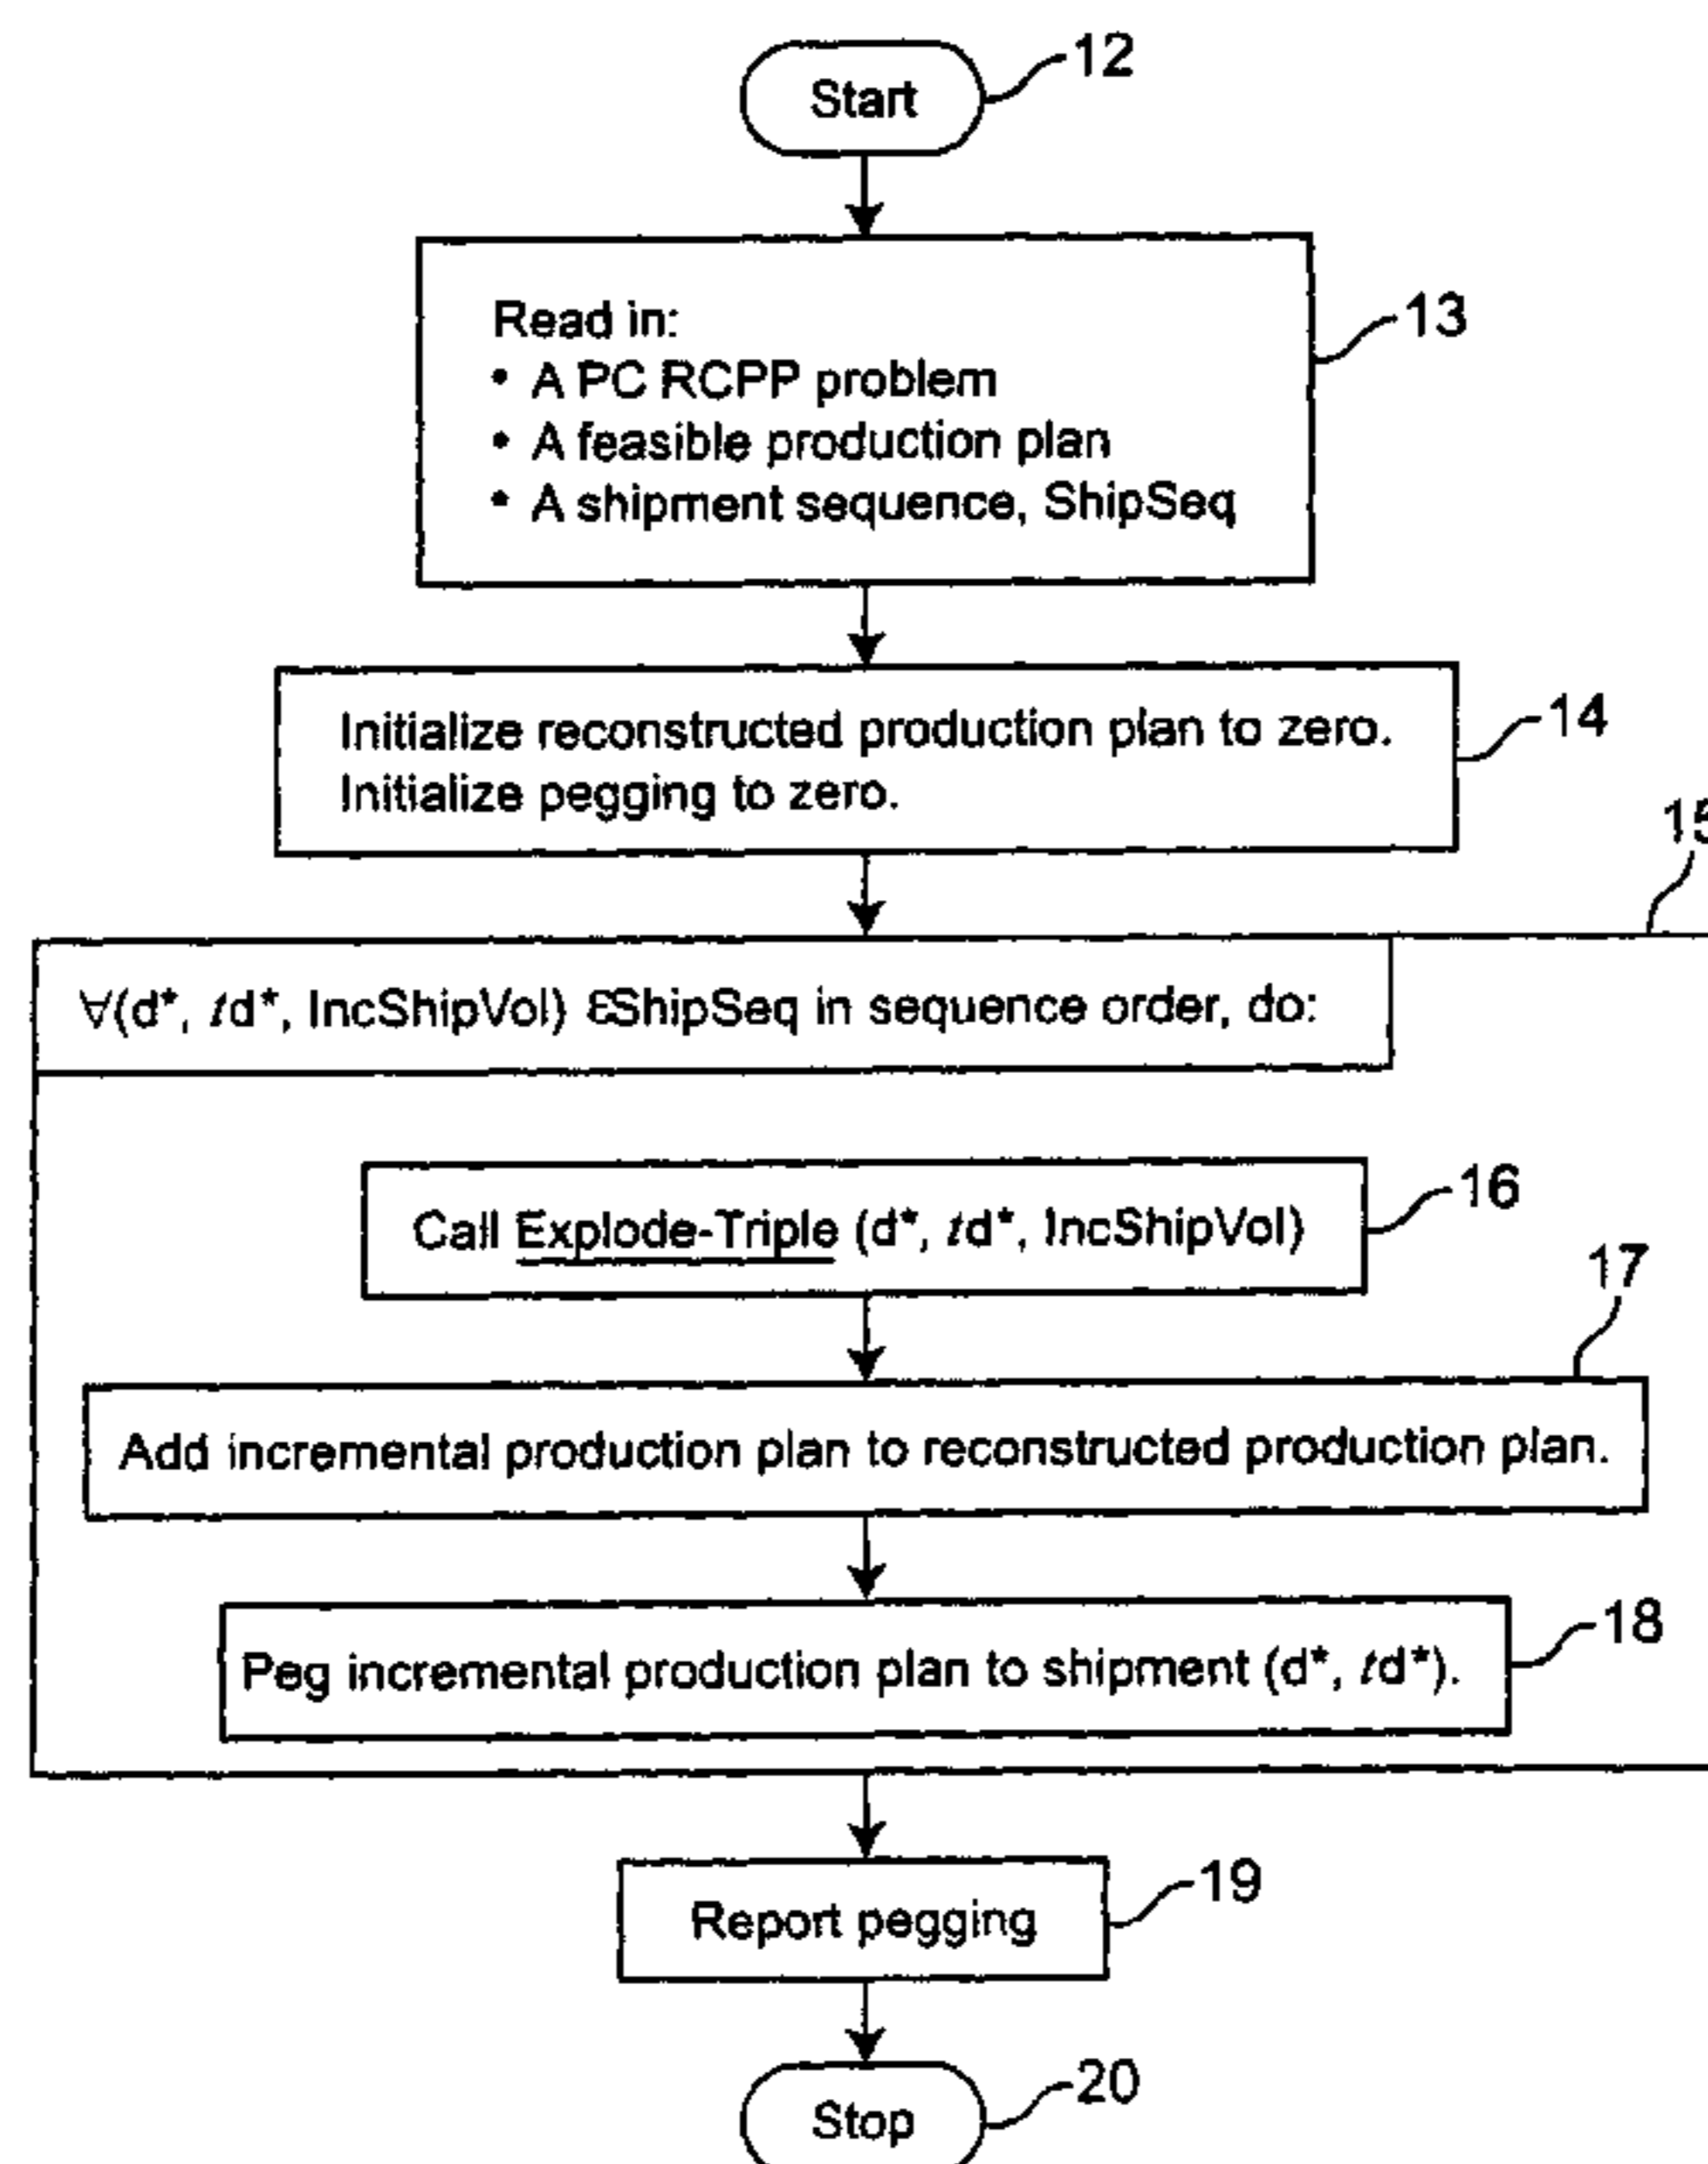 Start
12
Read in:
• A PC RCPP problem
• A feasible production plan
• A shipment sequence, ShipSeq
13
Initialize reconstructed production plan to zero.
Initialize pegging to zero.
14
15
∀(d*, td*, IncShipVol) ƐShipSeq in sequence order, do:
Call Explode-Triple (d*, td*, IncShipVol)
16
17
Add incremental production plan to reconstructed production plan.
Peg incremental production plan to shipment (d*, td*).
18
Report pegging
19
Stop
20